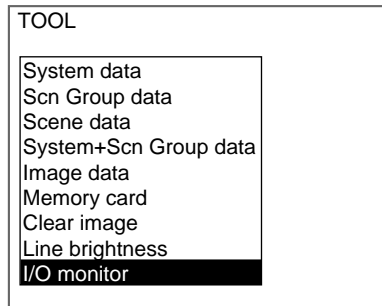 TOOL
System data
Scn Group data
Scene data
System+Scn Group data
Image data
Memory card
Clear image
Line brightness
I/O monitor